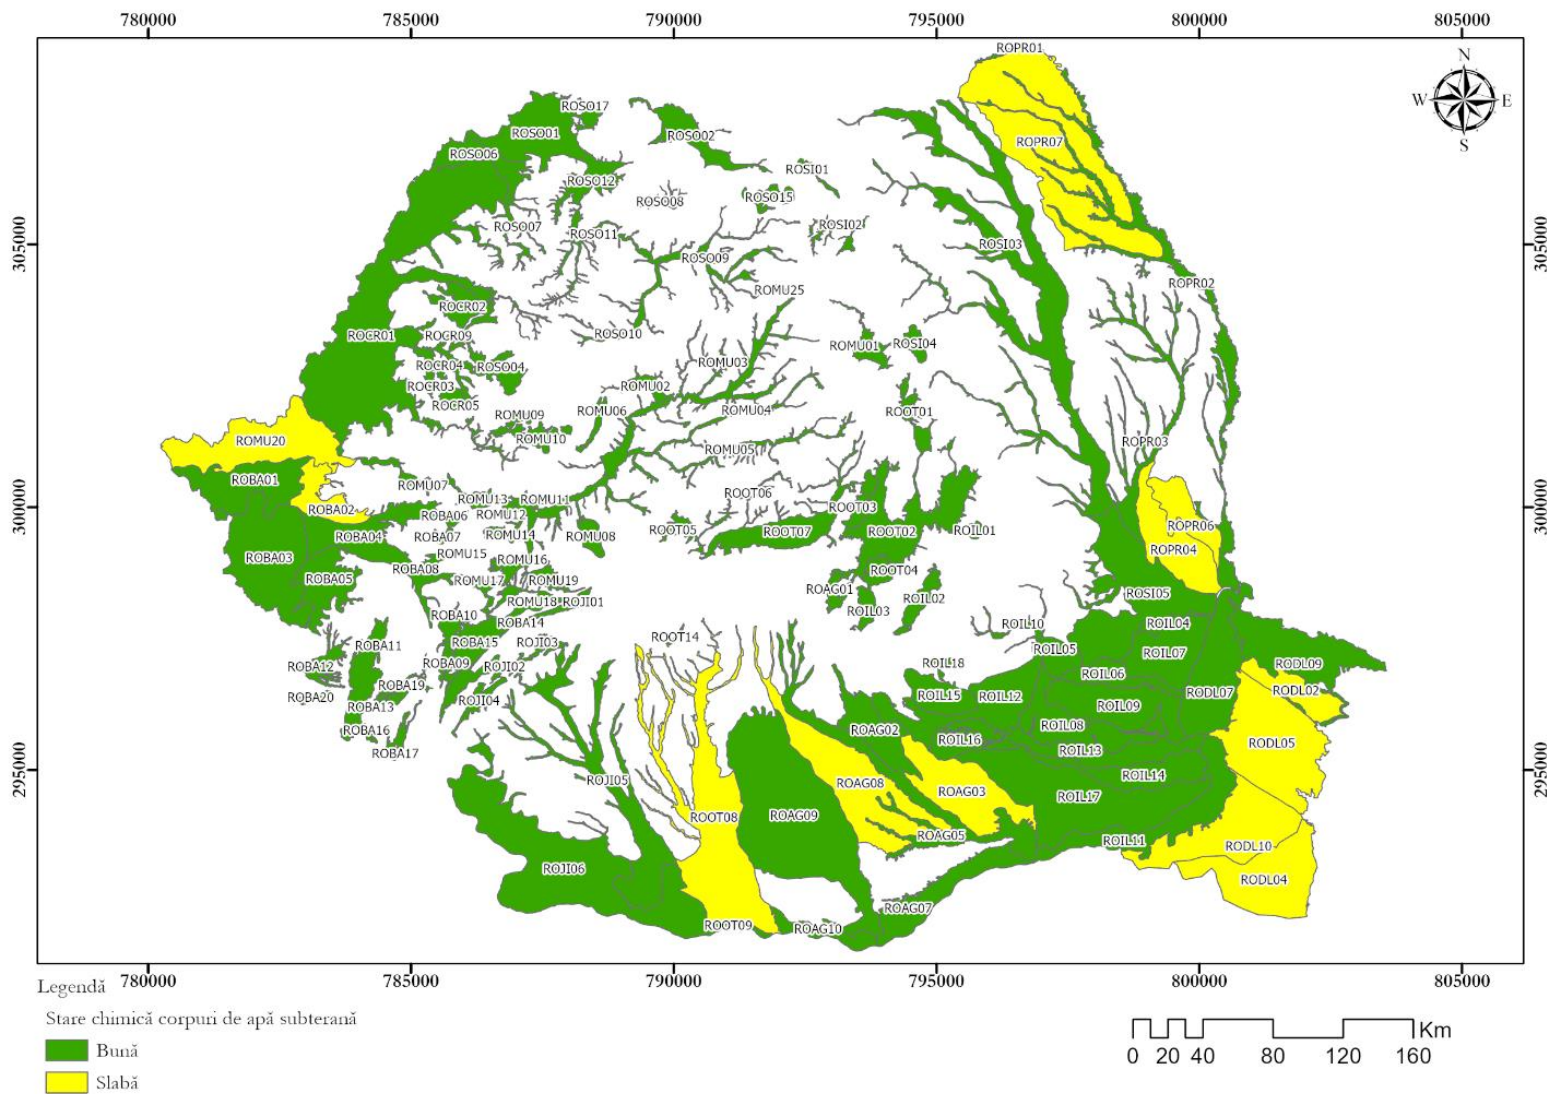 780000 785000 790000 795000 800000 805000
N
W E
S
ROPR01
ROSO17
ROSO01
ROSO02
ROPR07
ROSO06
ROSI01
ROSO12
ROSO15
ROSO08
ROSO07
ROSO11
ROSI02
305000
305000
ROSI03
ROSO09
ROMU25
ROPR02
ROCR02
ROCR01
ROCR09
ROSO10
ROMU01
ROSI04
ROCR04
ROSO04
ROMU03
ROCR03
ROMU02
ROCR05
ROMU09
ROMU06
ROMU04
ROOT01
ROMU20
ROMU10
ROMU05
ROPR03
ROBA01
ROMU07
ROOT06
ROMU13
ROMU11
300000
300000
ROBA02
ROBA06
ROMU12
ROOT03
ROPR06
ROOT05
ROOT07
ROOT02
ROIL01
ROBA04
ROBA07
ROMU14
ROMU08
ROPR04
ROBA03
ROMU15
ROMU16
ROBA08
ROOT04
ROBA05
ROMU17
ROMU19
ROAG01
ROIL02
ROSI05
ROMU18
ROJI01
ROIL03
ROBA10
ROBA14
ROIL10
ROIL04
ROBA11
ROBA15
ROJI03
ROOT14
ROIL05
ROIL07
ROBA12
ROBA09
ROJI02
ROIL18
RODL09
ROIL06
ROBA20
ROBA19
ROJI04
ROIL15
ROIL12
RODL07
RODL02
ROBA13
ROIL09
ROBA16
ROAG02
ROIL08
ROBA17
ROIL16
ROIL13
RODL05
295000
295000
ROJI05
ROAG08
ROAG03
ROIL14
ROIL17
ROOT08
ROAG09
ROAG05
ROIL11
RODL10
ROJI06
RODL04
ROAG07
ROOT09
ROAG10
780000 785000 790000 795000 800000 805000
Legendă
Stare chimică corpuri de apă subterană
Bună
Slabă
Km
0 20 40 80 120 160